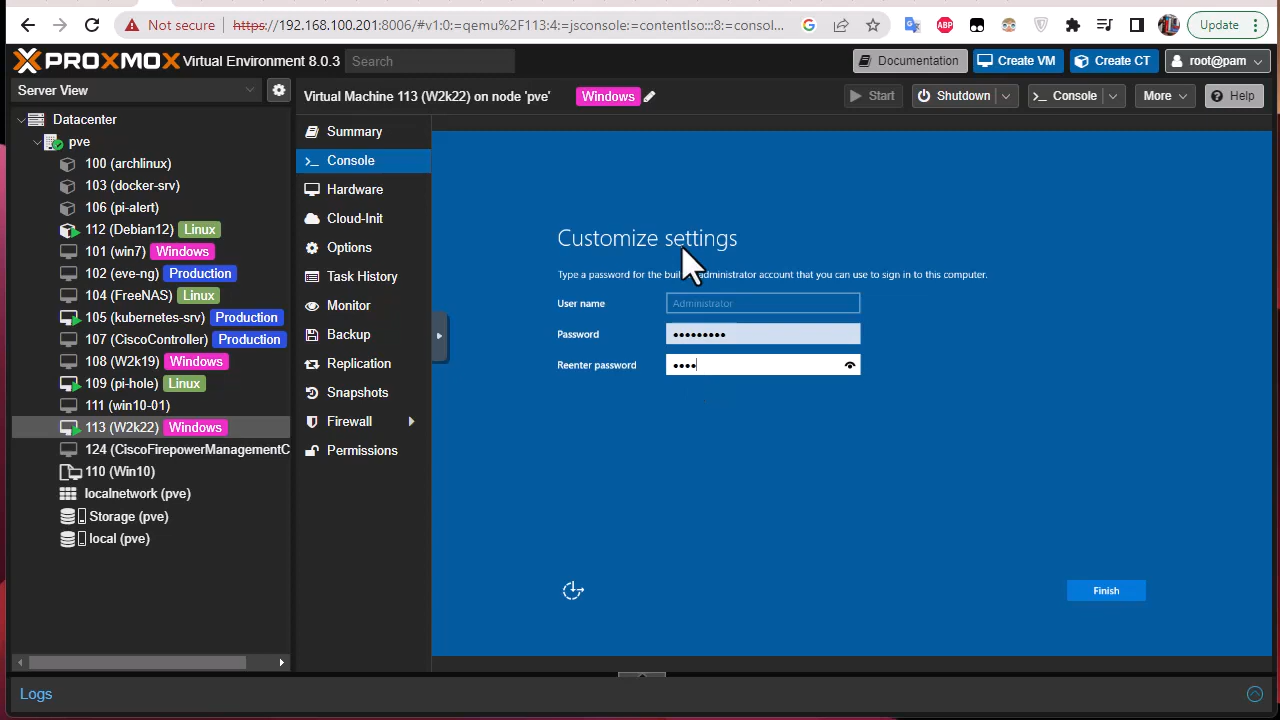 Not secure
https://192.168.100.201:8006/#v1:0:=qemu%2F113:4:=jsconsole:=contentIso:::8:=consol...
Update
PROXMOX Virtual Environment 8.0.3
Search
Documentation
Create VM
Create CT
root@pam
Server View
Virtual Machine 113 (W2k22) on node 'pve'
Windows
Start
Shutdown
Console
More
Help
Datacenter
pve
100 (archlinux)
103 (docker-srv)
106 (pi-alert)
112 (Debian12) Linux
101 (win7) Windows
102 (eve-ng) Production
104 (FreeNAS) Linux
105 (kubernetes-srv) Production
107 (CiscoController) Production
108 (W2k19) Windows
109 (pi-hole) Linux
111 (win10-01)
113 (W2k22) Windows
124 (CiscoFirepowerManagementC
110 (Win10)
localnetwork (pve)
Storage (pve)
local (pve)
Summary
Console
Hardware
Cloud-Init
Options
Task History
Monitor
Backup
Replication
Snapshots
Firewall
Permissions
Customize settings
Type a password for the buil administrator account that you can use to sign in to this computer.
User name
Administrator
Password
•••••••••
Reenter password
••••
Finish
Logs